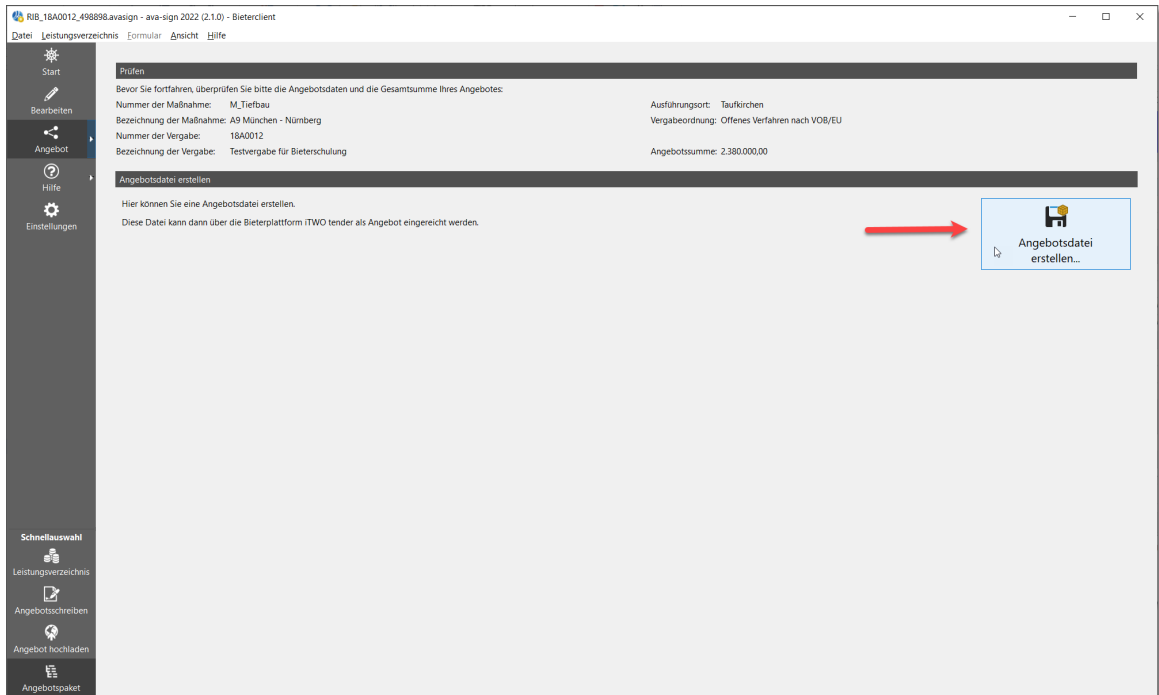 RIB_18A0012_498898.avasign - ava-sign 2022 (2.1.0) - Bieterclient
Datei Leistungsverzeichnis Formular Ansicht Hilfe
Start
Bearbeiten
Angebot
Hilfe
Einstellungen
Prüfen
Bevor Sie fortfahren, überprüfen Sie bitte die Angebotsdaten und die Gesamtsumme Ihres Angebotes:
Nummer der Maßnahme: M_Tiefbau Ausführungsort: Taufkirchen
Bezeichnung der Maßnahme: A9 München - Nürnberg Vergabeordnung: Offenes Verfahren nach VOB/EU
Nummer der Vergabe: 18A0012
Bezeichnung der Vergabe: Testvergabe für Bieterschulung Angebotssumme: 2.380.000,00
Angebotsdatei erstellen
Hier können Sie eine Angebotsdatei erstellen.
Diese Datei kann dann über die Bieterplattform iTWO tender als Angebot eingereicht werden.
Angebotsdatei
erstellen...
Schnellauswahl
Leistungsverzeichnis
Angebotsschreiben
Angebot hochladen
Angebotspaket